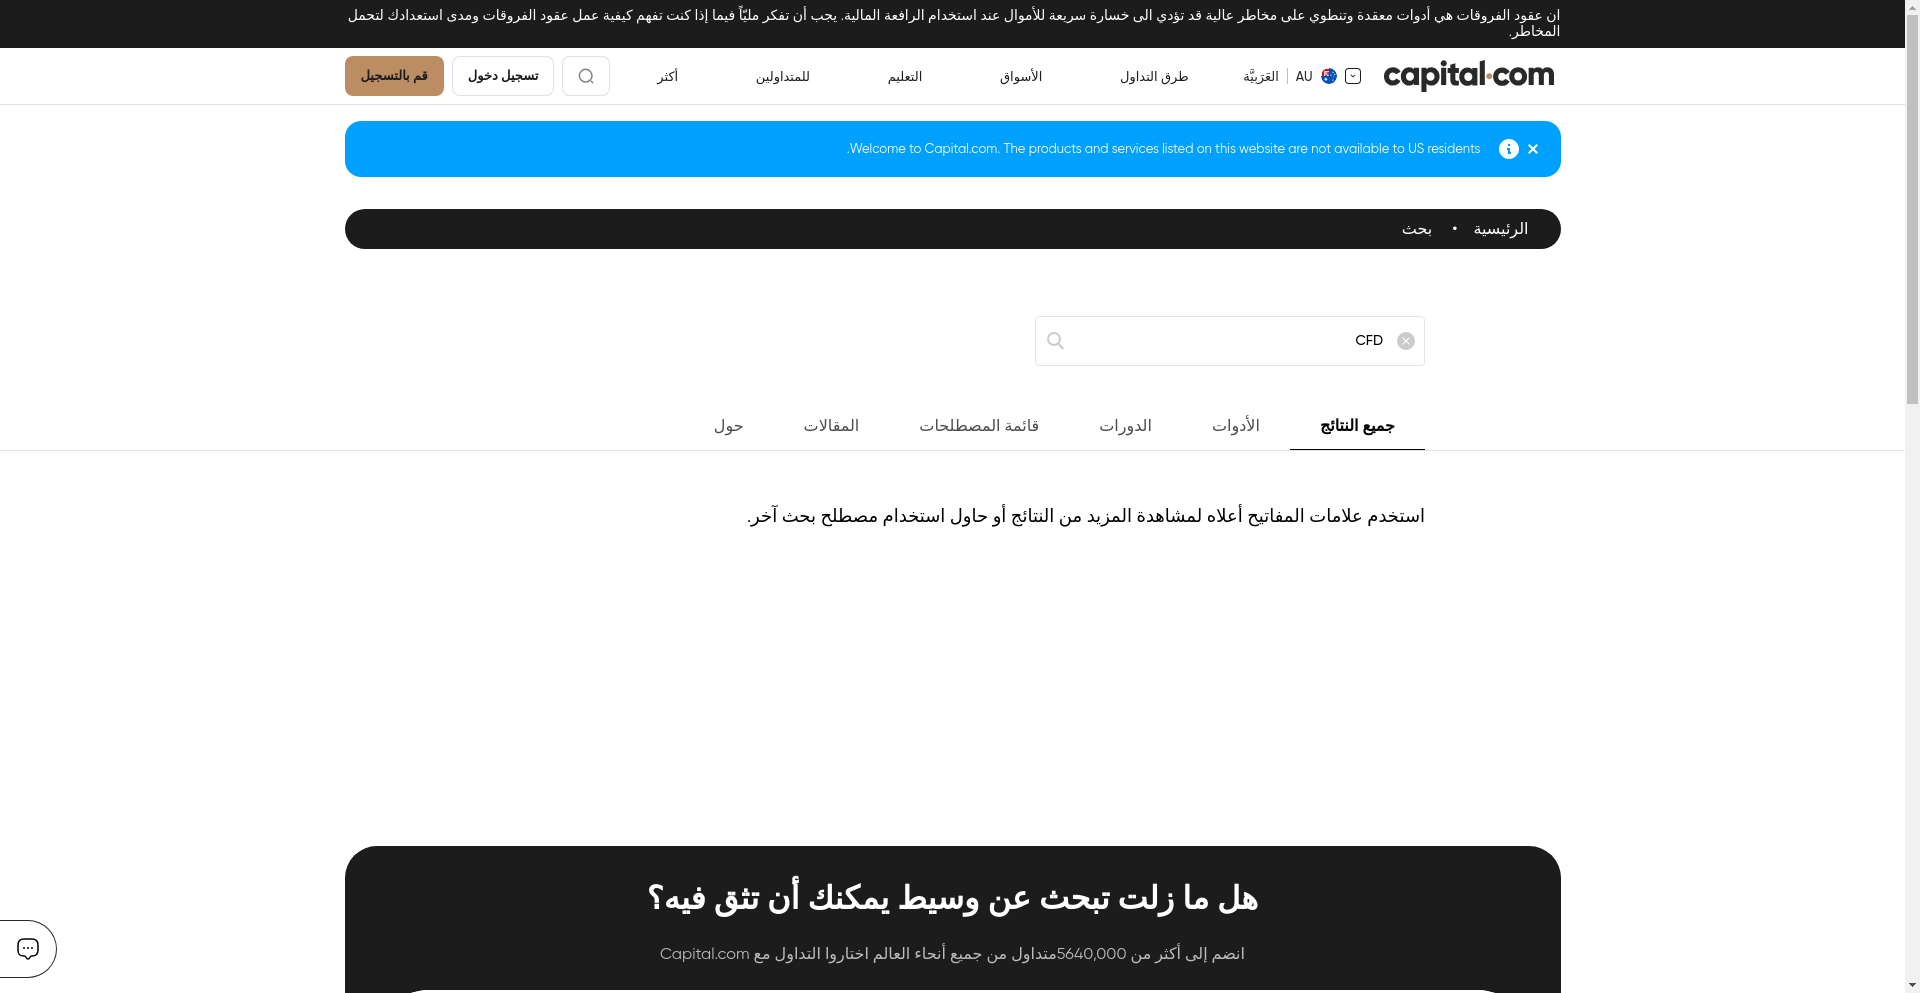 ان عقود الفروقات هي أدوات معقدة وتنطوي على مخاطر عالية قد تؤدي الى خسارة سريعة للأموال عند استخدام الرافعة المالية. يجب أن تفكر مليّاً فيما إذا كنت تفهم كيفية عمل عقود الفروقات ومدى استعدادك لتحمل
المخاطر.
capital.com
AU
العَرَبيَّة
طرق التداول
الأسواق
التعليم
للمتداولين
أكثر
تسجيل دخول
قم بالتسجيل
Welcome to Capital.com. The products and services listed on this website are not available to US residents.
الرئيسية • بحث
CFD
جميع النتائج
الأدوات
الدورات
قائمة المصطلحات
المقالات
حول
استخدم علامات المفاتيح أعلاه لمشاهدة المزيد من النتائج أو حاول استخدام مصطلح بحث آخر.
هل ما زلت تبحث عن وسيط يمكنك أن تثق فيه؟
انضم إلى أكثر من 5640,000متداول من جميع أنحاء العالم اختاروا التداول مع Capital.com